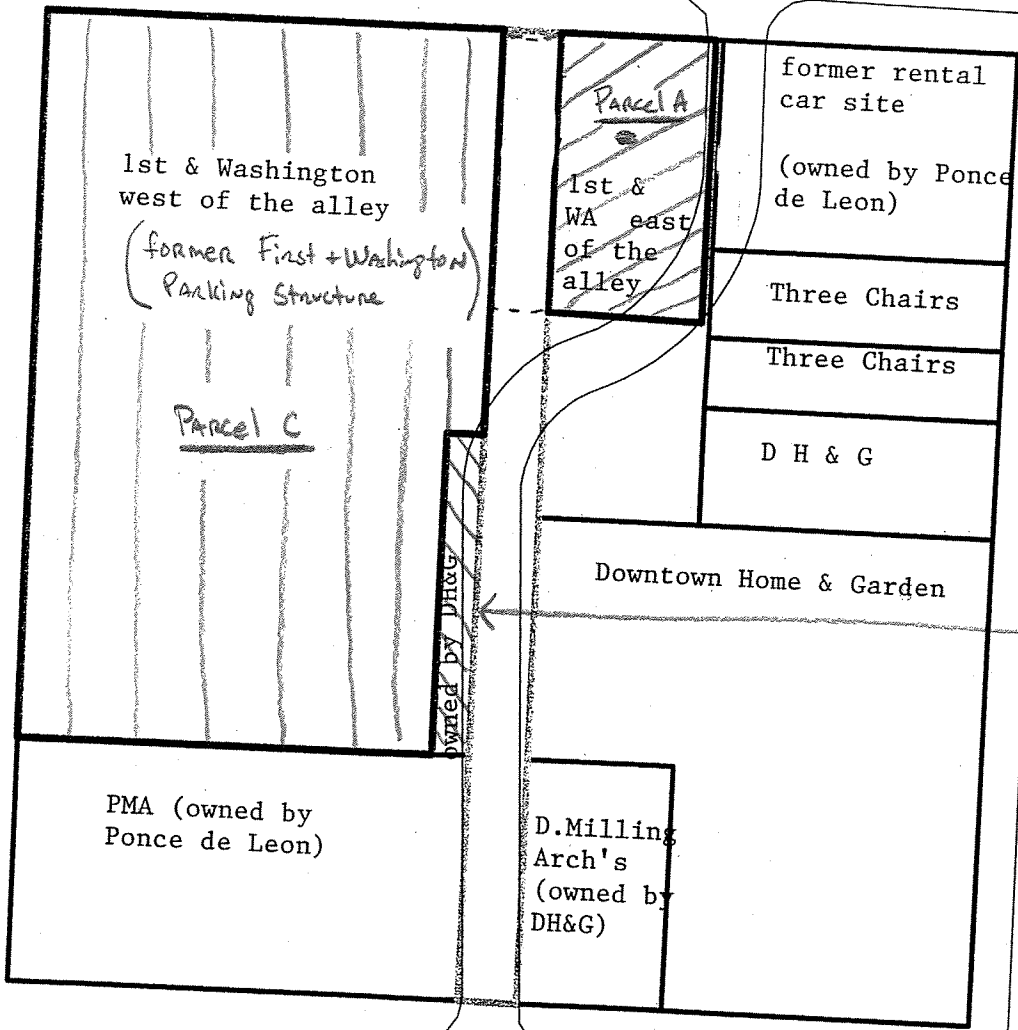 1st & Washington
west of the alley
(former First + Washington)
Parking Structure
PARCEL C
PARCEL A
1st &
WA east
of the
alley
former rental
car site
(owned by Ponce
de Leon)
Three Chairs
Three Chairs
D H & G
Downtown Home & Garden
owned by DH&G
PMA (owned by
Ponce de Leon)
D.Milling
Arch's
(owned by
DH&G)